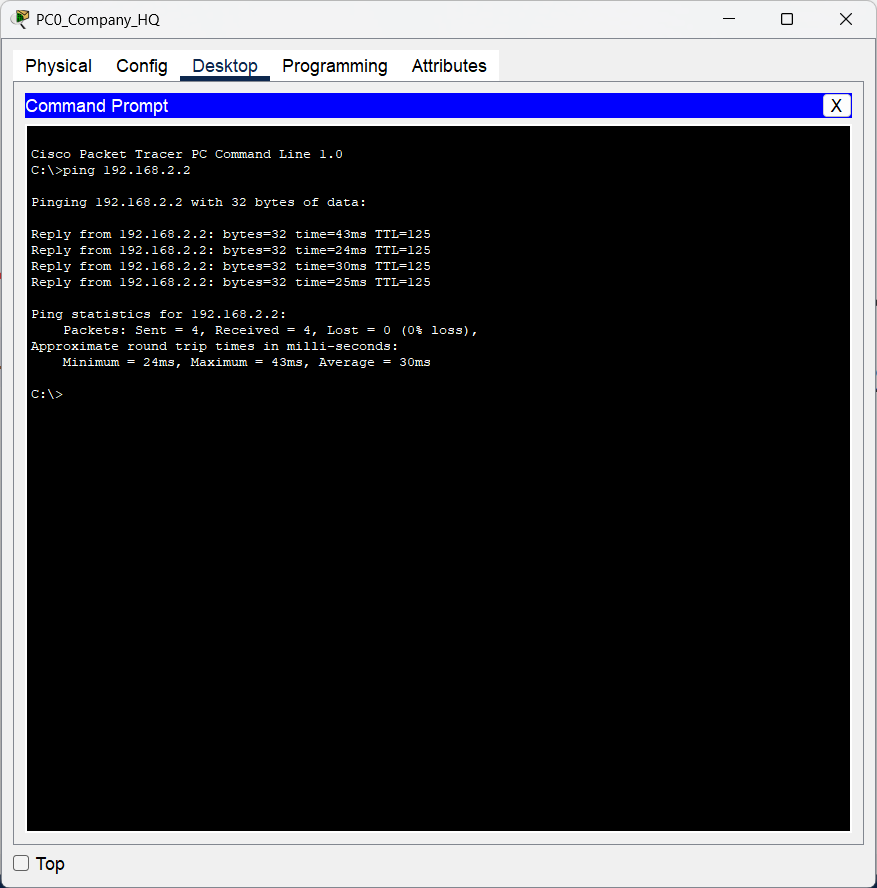 PC0_Company_HQ
Physical Config Desktop Programming Attributes
Command Prompt X
Cisco Packet Tracer PC Command Line 1.0
C:\>ping 192.168.2.2
Pinging 192.168.2.2 with 32 bytes of data:
Reply from 192.168.2.2: bytes=32 time=43ms TTL=125
Reply from 192.168.2.2: bytes=32 time=24ms TTL=125
Reply from 192.168.2.2: bytes=32 time=30ms TTL=125
Reply from 192.168.2.2: bytes=32 time=25ms TTL=125
Ping statistics for 192.168.2.2:
Packets: Sent = 4, Received = 4, Lost = 0 (0% loss),
Approximate round trip times in milli-seconds:
Minimum = 24ms, Maximum = 43ms, Average = 30ms
C:\>
Top